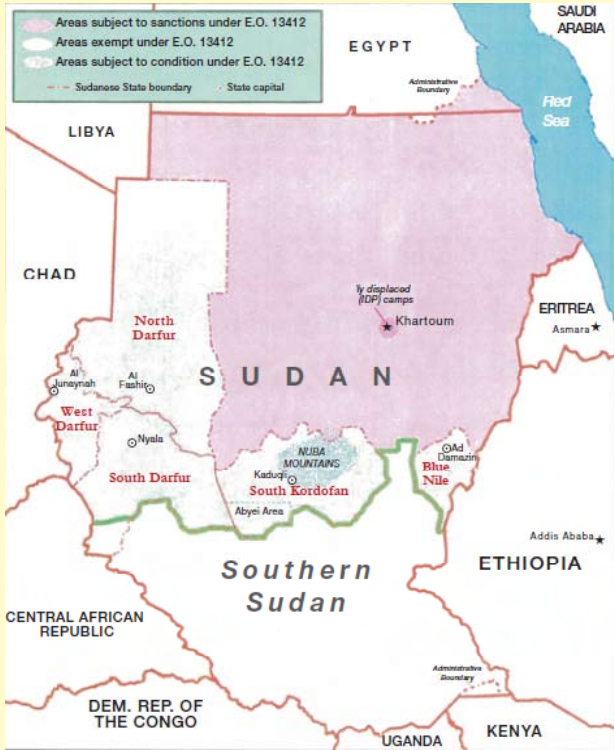 Areas subject to sanctions under E.O. 13412
Areas exempt under E.O. 13412
Areas subject to condition under E.O. 13412
Sudanese State boundary
State capital
SAUDI
ARABIA
EGYPT
Administrative
Boundary
Red
Sea
LIBYA
CHAD
'ly displaced
(IDP) camps
Khartoum
ERITREA
Asmara
North
Darfur
SUDAN
Al
Junaynah
Al
Fashir
West
Darfur
Nyala
NUBA
MOUNTAINS
Ad
Damazin
Blue
Nile
South Darfur
Kaduqli
South Kordofan
Abyei Area
Addis Ababa
ETHIOPIA
Southern
Sudan
CENTRAL AFRICAN
REPUBLIC
Administrative
Boundary
DEM. REP. OF
THE CONGO
UGANDA
KENYA